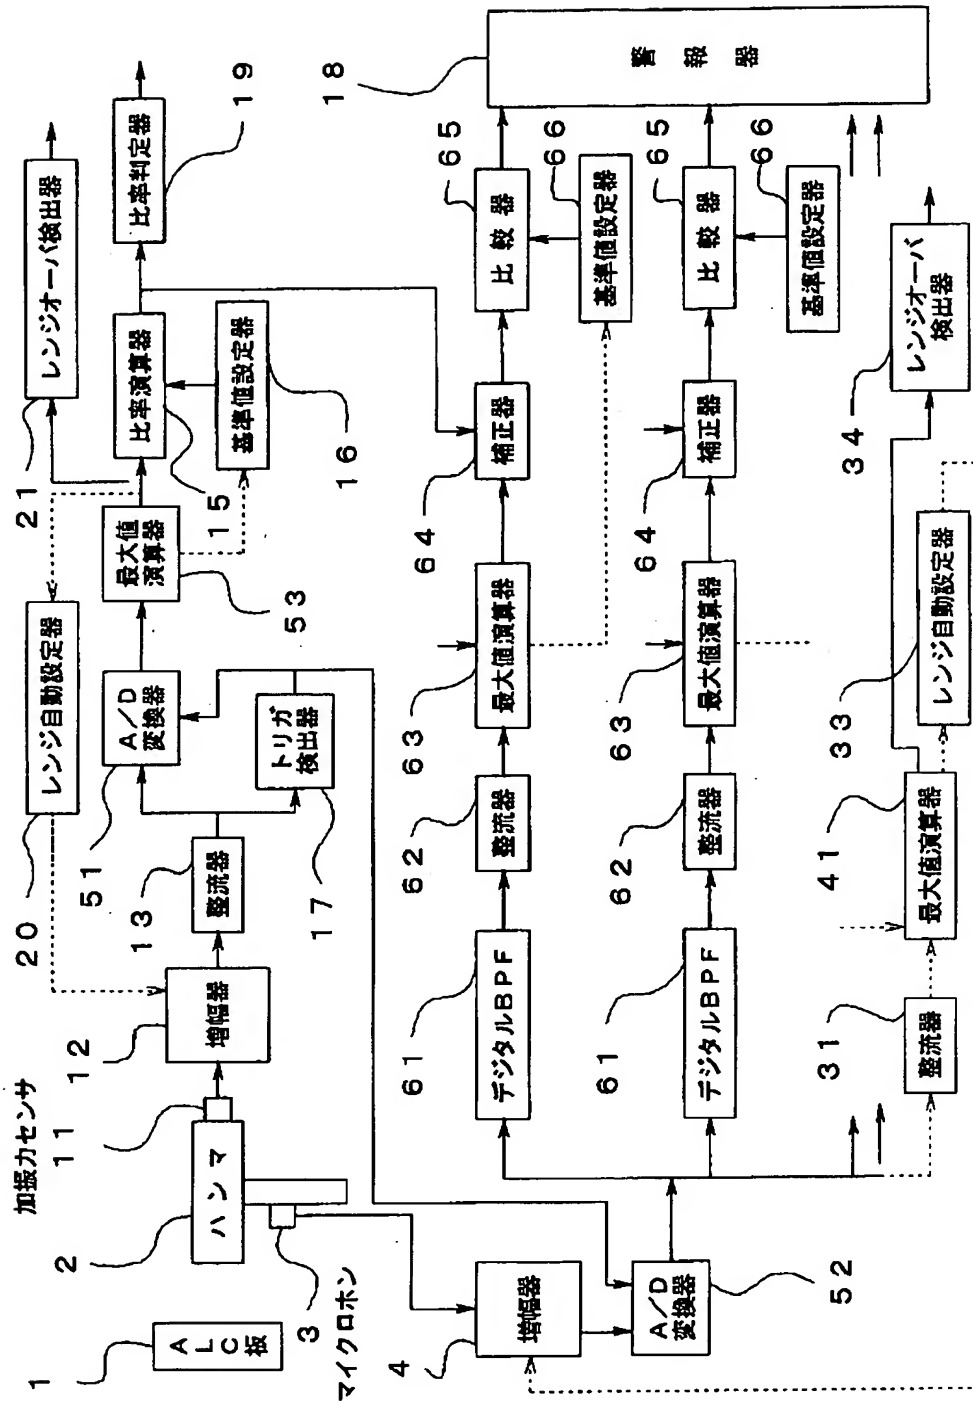 1
ALC板
2
ハンマ
加振力センサ
11
3
マイクロホン
12
増幅器
13
整流器
20
レンジ自動設定器
51
A/D
変換器
17
トリガ
検出器
最大値
演算器
53
21
レンジオーバ検出器
比率演算器
15
基準値設定器
16
比率判定器
19
4
増幅器
A/D
変換器
52
61
デジタルBPF
62
整流器
63
最大値演算器
64
補正器
比較器
65
基準値設定器
66
18
警報器
61
デジタルBPF
62
整流器
63
最大値演算器
64
補正器
比較器
65
基準値設定器
66
31
整流器
41
最大値演算器
33
レンジ自動設定器
34
レンジオーバ
検出器